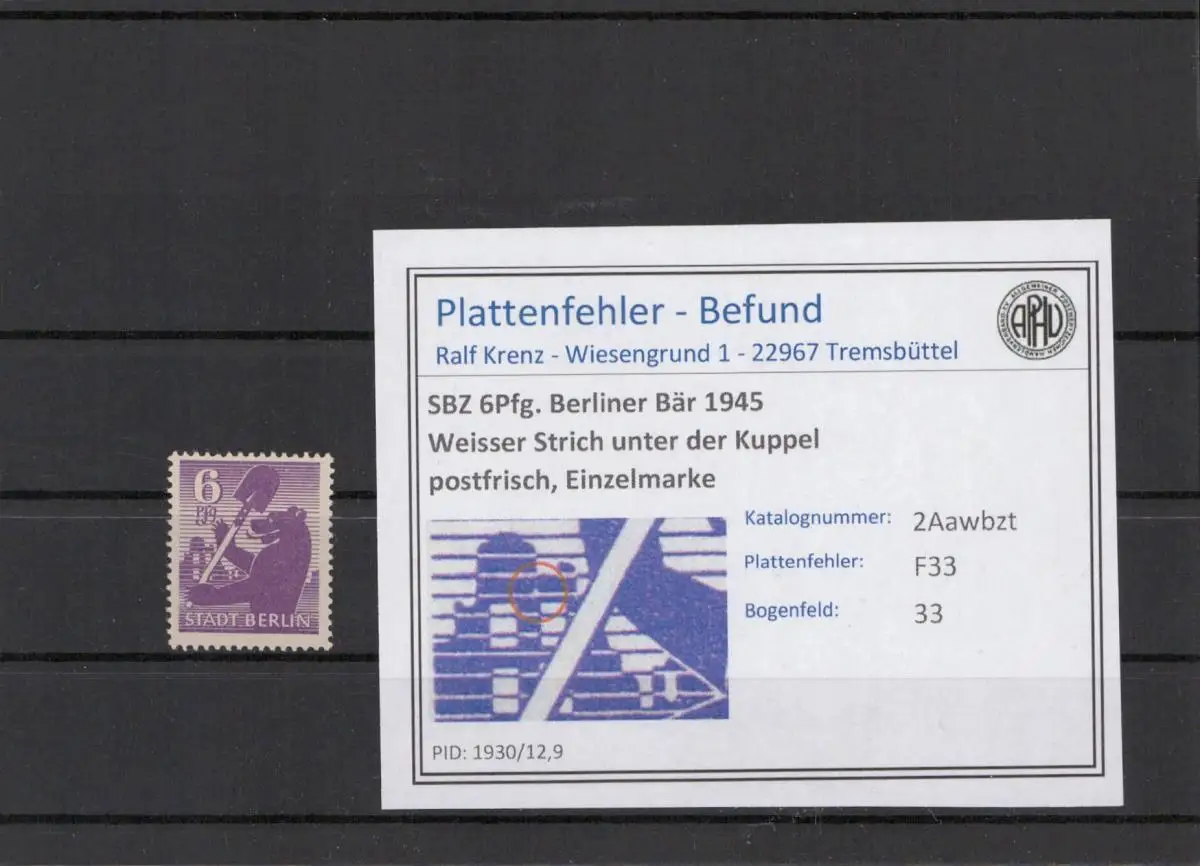 6
Pfg
STADT BERLIN
Plattenfehler - Befund
Ralf Krenz - Wiesengrund 1 - 22967 Tremsbüttel
APHV
SBZ 6Pfg. Berliner Bär 1945
Weisser Strich unter der Kuppel
postfrisch, Einzelmarke
Katalognummer: 2Aawbzt
Plattenfehler: F33
Bogenfeld: 33
PID: 1930/12,9